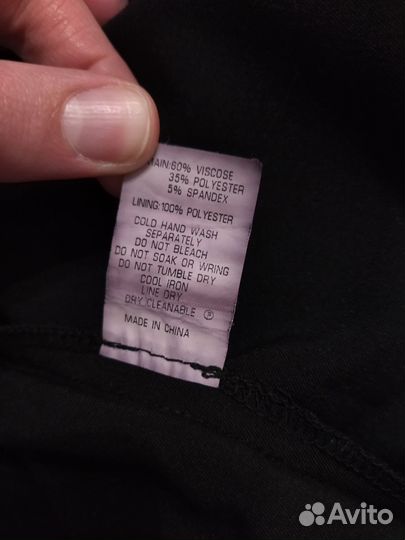 MAIN:60% VISCOSE
35% POLYESTER
5% SPANDEX
LINING:100% POLYESTER
COLD HAND WASH
SEPARATELY
DO NOT BLEACH
DO NOT SOAK OR WRING
DO NOT TUMBLE DRY
COOL IRON
LINE DRY
DRY CLEANABLE Ⓟ
MADE IN CHINA
Avito